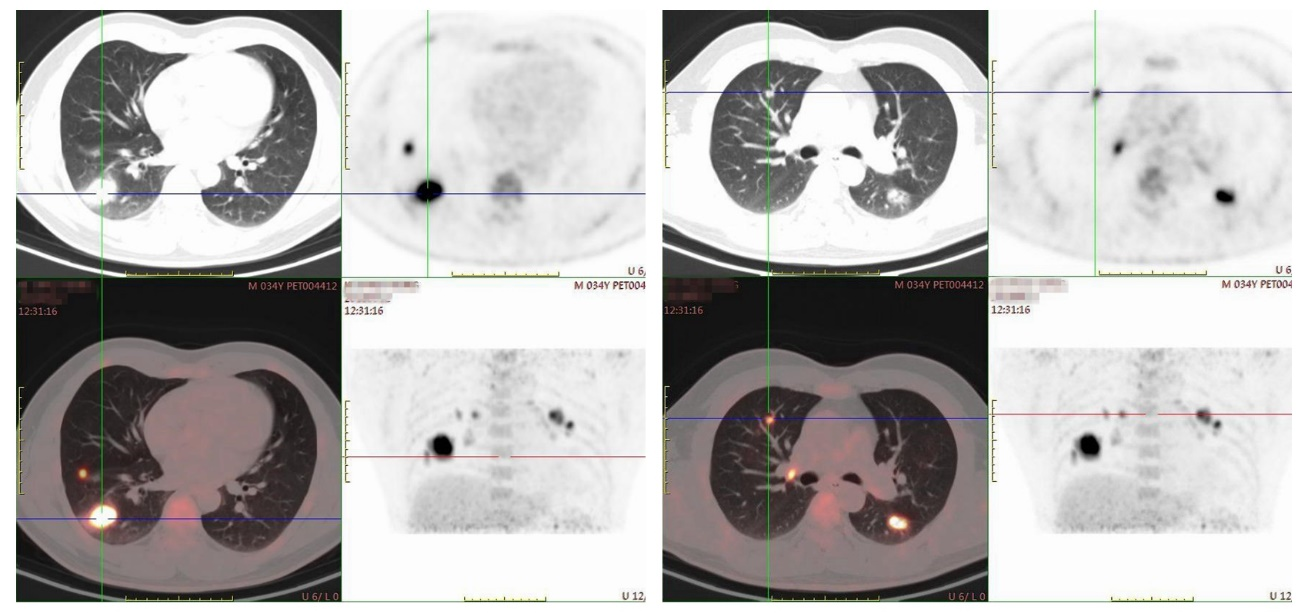 U 6/
U 6
M 034Y PET004412
12:31:16
M 034Y PET004
12:31:16
M 034Y PET004412
12:31:16
M 034Y PET004
12:31:16
U 6/ L 0
U 12/
U 6/ L 0
U 12